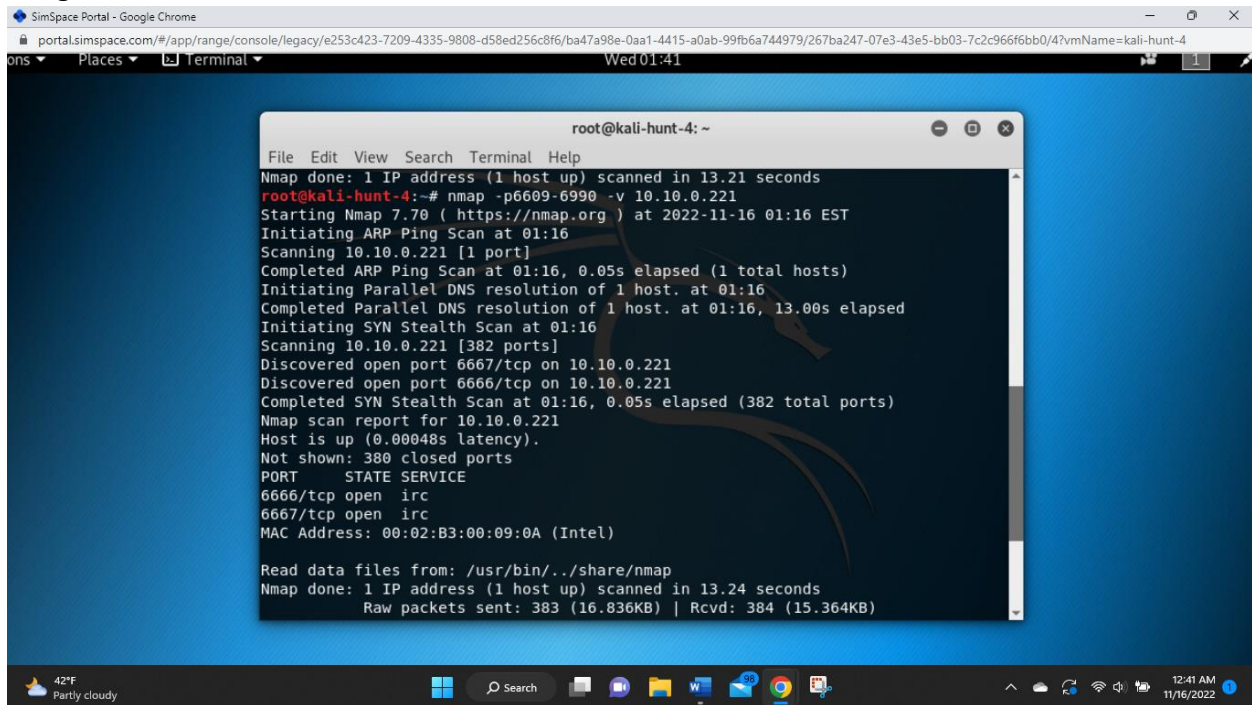 SimSpace Portal - Google Chrome
portal.simspace.com/#/app/range/console/legacy/e253c423-7209-4335-9808-d58ed256c8f6/ba47a98e-0aa1-4415-a0ab-99fb6a744979/267ba247-07e3-43e5-bb03-7c2c966f6bb0/4?vmName=kali-hunt-4
ons Places Terminal Wed 01:41 1
root@kali-hunt-4: ~
File Edit View Search Terminal Help
Nmap done: 1 IP address (1 host up) scanned in 13.21 seconds
root@kali-hunt-4:~# nmap -p6609-6990 -v 10.10.0.221
Starting Nmap 7.70 ( https://nmap.org ) at 2022-11-16 01:16 EST
Initiating ARP Ping Scan at 01:16
Scanning 10.10.0.221 [1 port]
Completed ARP Ping Scan at 01:16, 0.05s elapsed (1 total hosts)
Initiating Parallel DNS resolution of 1 host. at 01:16
Completed Parallel DNS resolution of 1 host. at 01:16, 13.00s elapsed
Initiating SYN Stealth Scan at 01:16
Scanning 10.10.0.221 [382 ports]
Discovered open port 6667/tcp on 10.10.0.221
Discovered open port 6666/tcp on 10.10.0.221
Completed SYN Stealth Scan at 01:16, 0.05s elapsed (382 total ports)
Nmap scan report for 10.10.0.221
Host is up (0.00048s latency).
Not shown: 380 closed ports
PORT STATE SERVICE
6666/tcp open irc
6667/tcp open irc
MAC Address: 00:02:B3:00:09:0A (Intel)
Read data files from: /usr/bin/../share/nmap
Nmap done: 1 IP address (1 host up) scanned in 13.24 seconds
Raw packets sent: 383 (16.836KB) | Rcvd: 384 (15.364KB)
42°F
Partly cloudy
Search
98
12:41 AM
11/16/2022
1